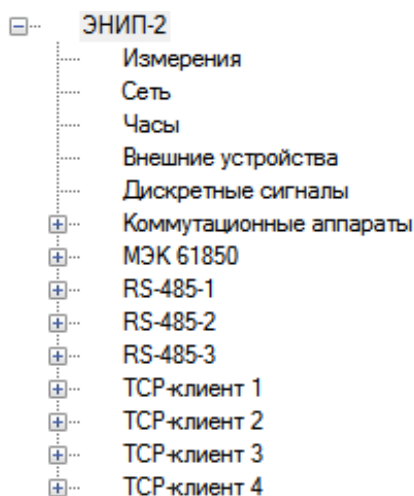 ЭНИП-2
Измерения
Сеть
Часы
Внешние устройства
Дискретные сигналы
Коммутационные аппараты
МЭК 61850
RS-485-1
RS-485-2
RS-485-3
TCP-клиент 1
TCP-клиент 2
TCP-клиент 3
TCP-клиент 4